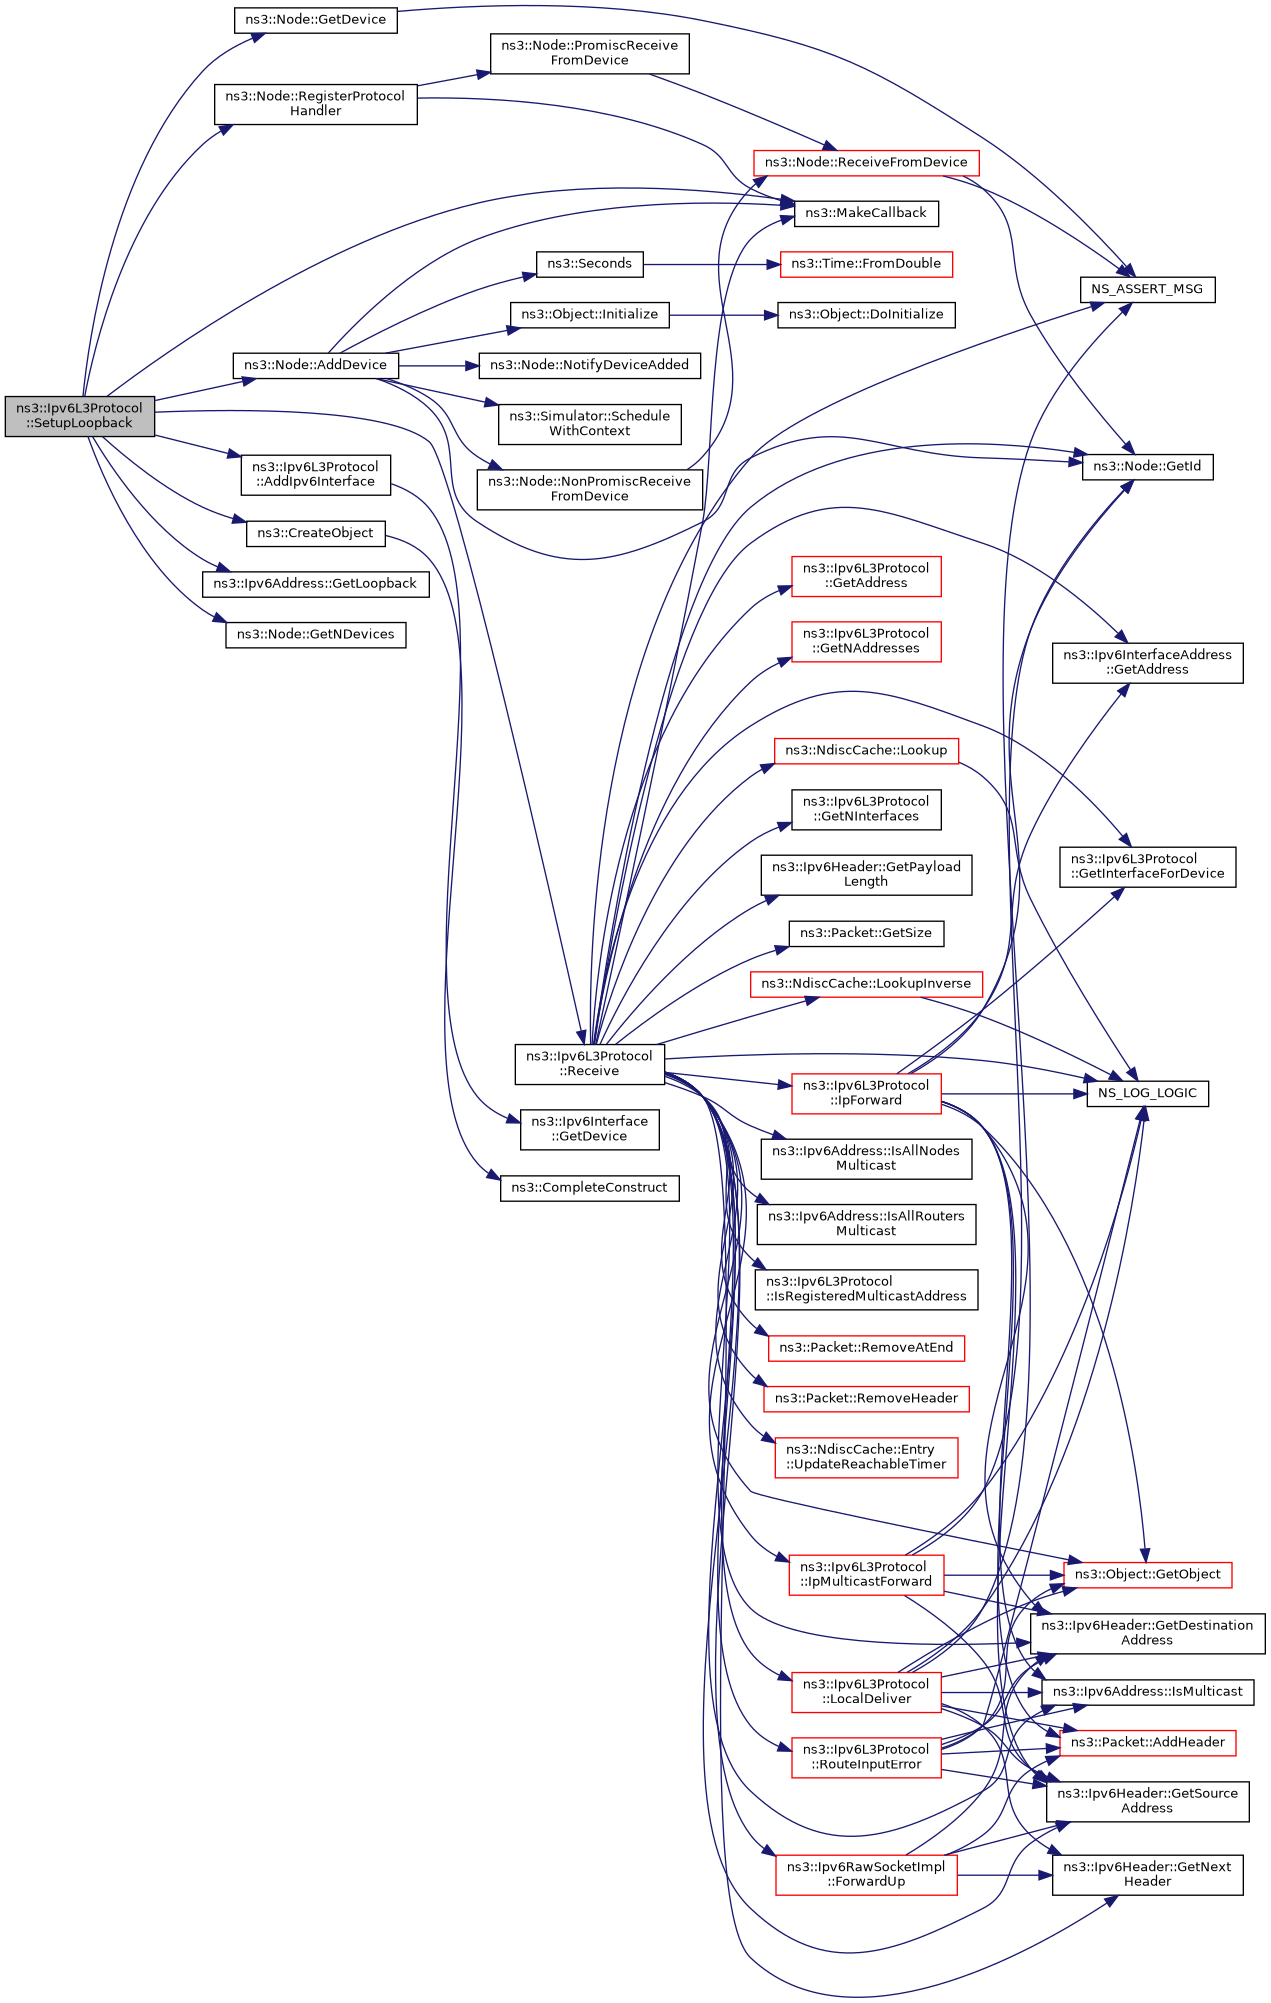 ns3::Node::GetDevice
ns3::Node::PromiscReceive
FromDevice
ns3::Node::RegisterProtocol
Handler
ns3::Node::ReceiveFromDevice
ns3::MakeCallback
ns3::Seconds
ns3::Time::FromDouble
NS_ASSERT_MSG
ns3::Object::Initialize
ns3::Object::DoInitialize
ns3::Node::AddDevice
ns3::Node::NotifyDeviceAdded
ns3::Ipv6L3Protocol
::SetupLoopback
ns3::Simulator::Schedule
WithContext
ns3::Ipv6L3Protocol
::AddIpv6Interface
ns3::Node::NonPromiscReceive
FromDevice
ns3::Node::GetId
ns3::CreateObject
ns3::Ipv6Address::GetLoopback
ns3::Ipv6L3Protocol
::GetAddress
ns3::Node::GetNDevices
ns3::Ipv6L3Protocol
::GetNAddresses
ns3::Ipv6InterfaceAddress
::GetAddress
ns3::NdiscCache::Lookup
ns3::Ipv6L3Protocol
::GetNInterfaces
ns3::Ipv6Header::GetPayload
Length
ns3::Ipv6L3Protocol
::GetInterfaceForDevice
ns3::Packet::GetSize
ns3::NdiscCache::LookupInverse
ns3::Ipv6L3Protocol
::Receive
ns3::Ipv6L3Protocol
::IpForward
NS_LOG_LOGIC
ns3::Ipv6Interface
::GetDevice
ns3::Ipv6Address::IsAllNodes
Multicast
ns3::CompleteConstruct
ns3::Ipv6Address::IsAllRouters
Multicast
ns3::Ipv6L3Protocol
::IsRegisteredMulticastAddress
ns3::Packet::RemoveAtEnd
ns3::Packet::RemoveHeader
ns3::NdiscCache::Entry
::UpdateReachableTimer
ns3::Ipv6L3Protocol
::IpMulticastForward
ns3::Object::GetObject
ns3::Ipv6Header::GetDestination
Address
ns3::Ipv6L3Protocol
::LocalDeliver
ns3::Ipv6Address::IsMulticast
ns3::Packet::AddHeader
ns3::Ipv6L3Protocol
::RouteInputError
ns3::Ipv6Header::GetSource
Address
ns3::Ipv6RawSocketImpl
::ForwardUp
ns3::Ipv6Header::GetNext
Header